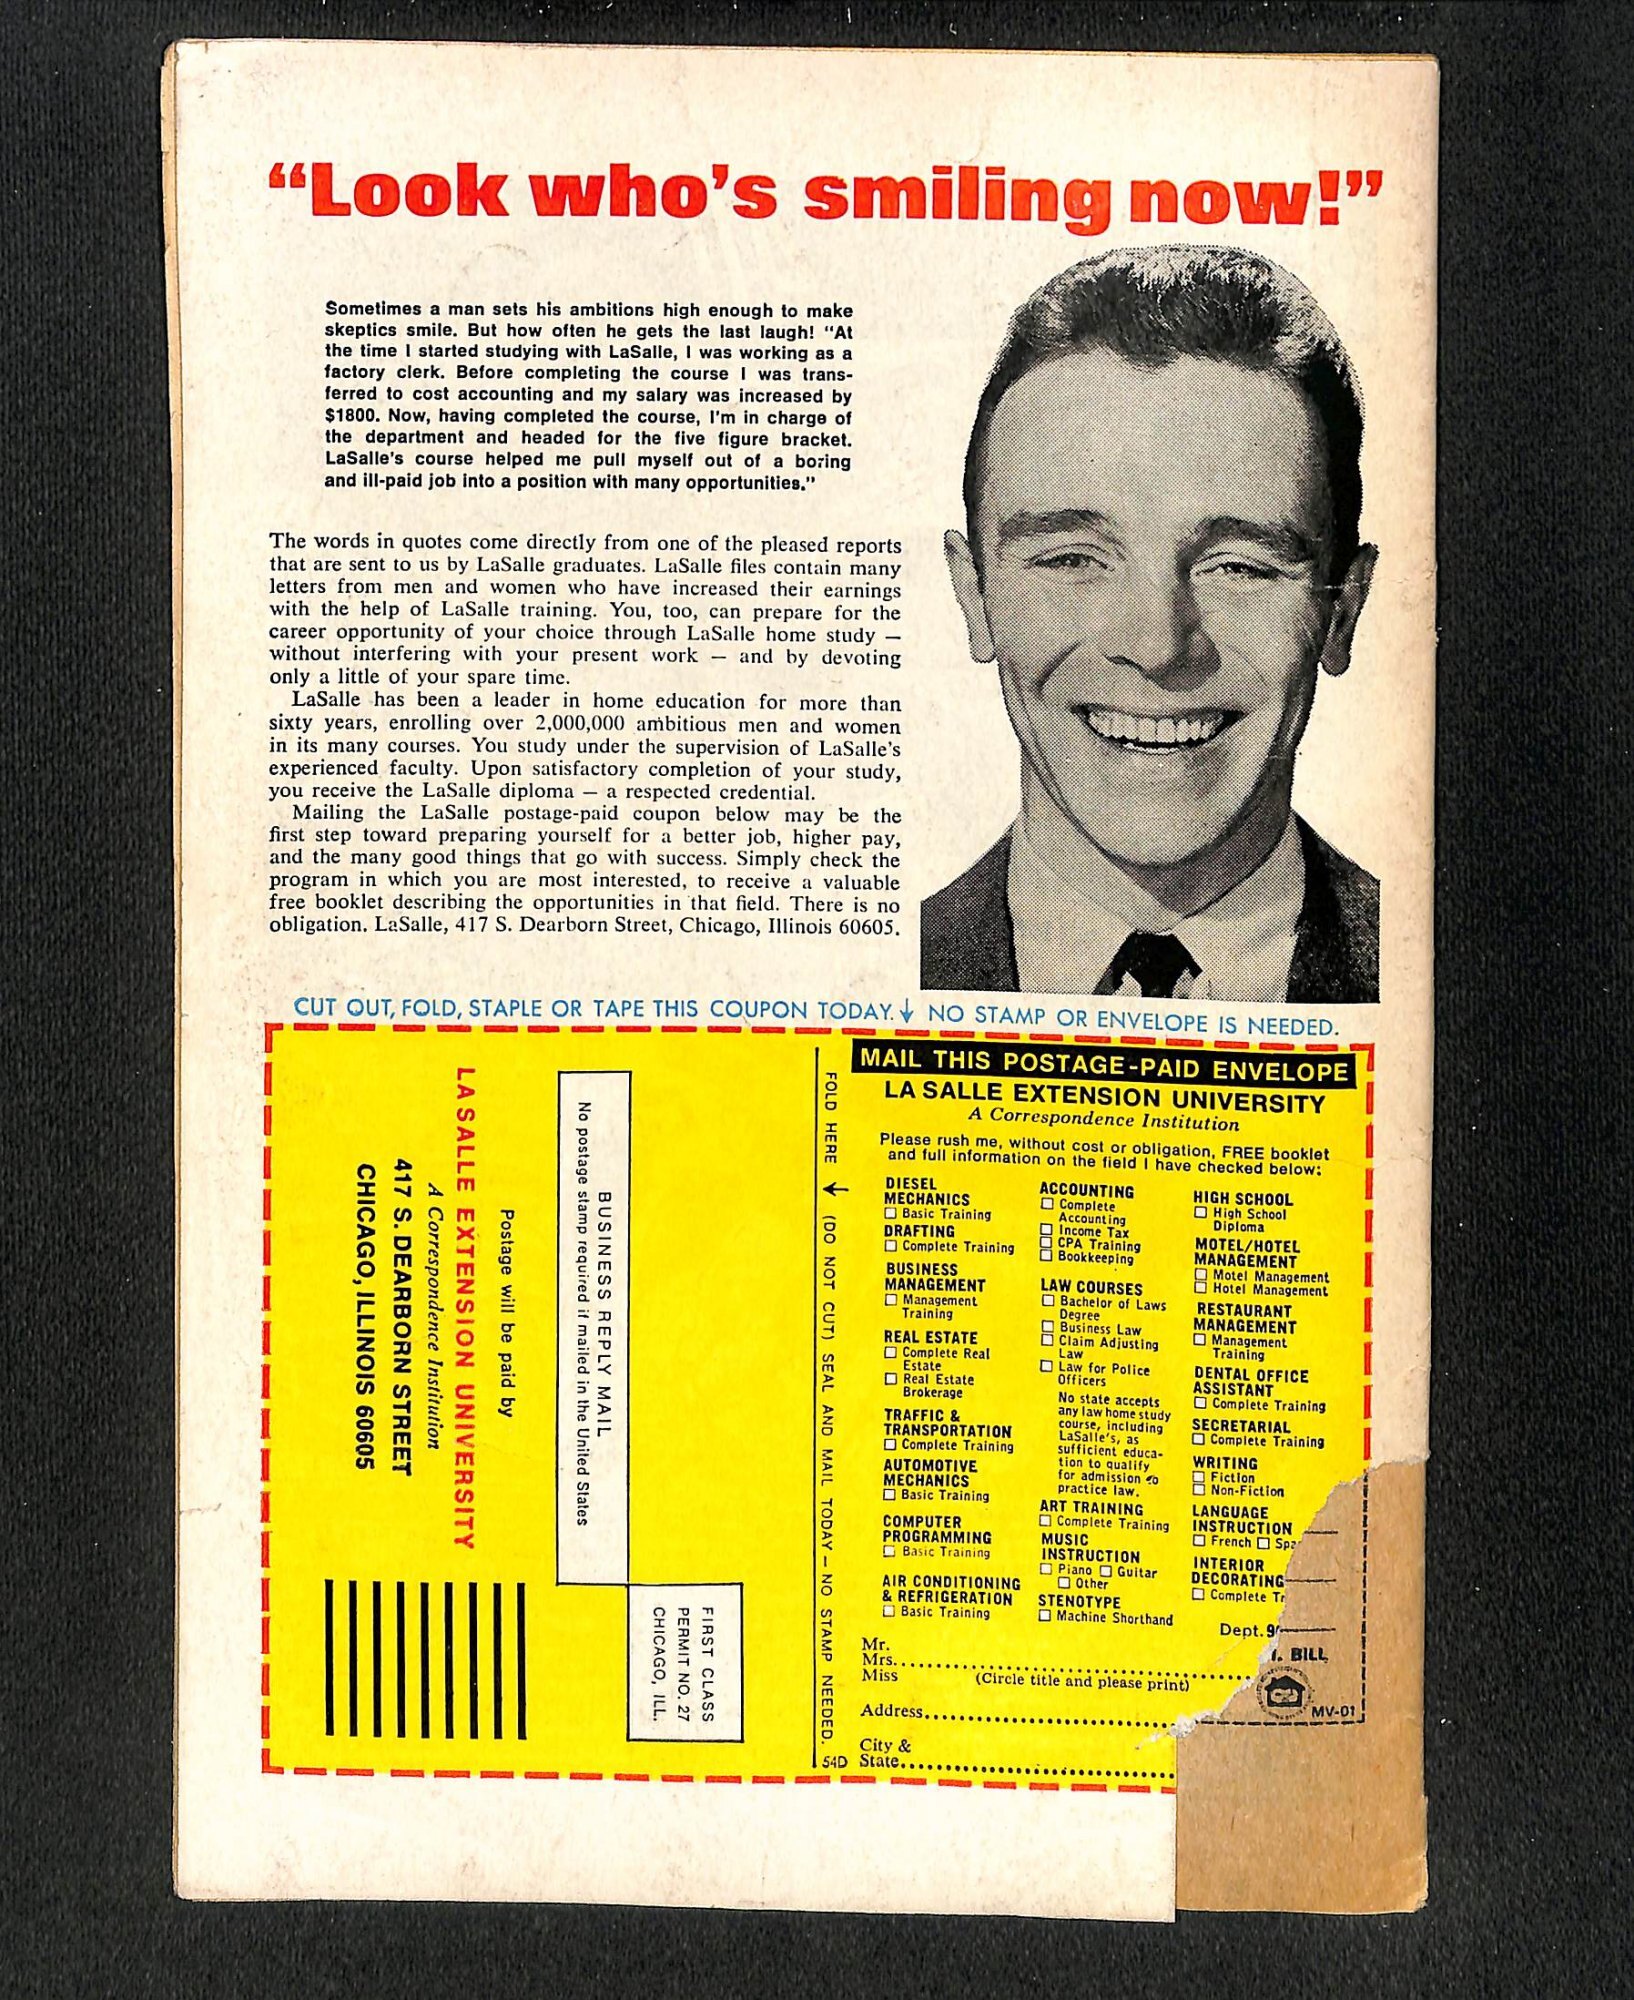 “Look who’s smiling now!”
Sometimes a man sets his ambitions high enough to make
skeptics smile. But how often he gets the last laugh! “At
the time I started studying with LaSalle, I was working as a
factory clerk. Before completing the course I was trans-
ferred to cost accounting and my salary was increased by
$1800. Now, having completed the course, I’m in charge of
the department and headed for the five figure bracket.
LaSalle’s course helped me pull myself out of a boring
and ill-paid job into a position with many opportunities.”
The words in quotes come directly from one of the pleased reports
that are sent to us by LaSalle graduates. LaSalle files contain many
letters from men and women who have increased their earnings
with the help of LaSalle training. You, too, can prepare for the
career opportunity of your choice through LaSalle home study —
without interfering with your present work — and by devoting
only a little of your spare time.
LaSalle has been a leader in home education for more than
sixty years, enrolling over 2,000,000 ambitious men and women
in its many courses. You study under the supervision of LaSalle’s
experienced faculty. Upon satisfactory completion of your study,
you receive the LaSalle diploma — a respected credential.
Mailing the LaSalle postage-paid coupon below may be the
first step toward preparing yourself for a better job, higher pay,
and the many good things that go with success. Simply check the
program in which you are most interested, to receive a valuable
free booklet describing the opportunities in that field. There is no
obligation. LaSalle, 417 S. Dearborn Street, Chicago, Illinois 60605.
CUT OUT, FOLD, STAPLE OR TAPE THIS COUPON TODAY. ↓ NO STAMP OR ENVELOPE IS NEEDED.
FIRST CLASS
PERMIT NO. 27
CHICAGO, ILL.
BUSINESS REPLY MAIL
No postage stamp required if mailed in the United States
Postage will be paid by
LA SALLE EXTENSION UNIVERSITY
A Correspondence Institution
417 S. DEARBORN STREET
CHICAGO, ILLINOIS 60605
FOLD HERE ↓ (DO NOT CUT) SEAL AND MAIL TODAY – NO STAMP NEEDED.
54D
MAIL THIS POSTAGE-PAID ENVELOPE
LA SALLE EXTENSION UNIVERSITY
A Correspondence Institution
Please rush me, without cost or obligation, FREE booklet
and full information on the field I have checked below:
DIESEL
MECHANICS
☐ Basic Training
DRAFTING
☐ Complete Training
BUSINESS
MANAGEMENT
☐ Management
Training
REAL ESTATE
☐ Complete Real
Estate
☐ Real Estate
Brokerage
TRAFFIC &
TRANSPORTATION
☐ Complete Training
AUTOMOTIVE
MECHANICS
☐ Basic Training
COMPUTER
PROGRAMMING
☐ Basic Training
AIR CONDITIONING
& REFRIGERATION
☐ Basic Training
ACCOUNTING
☐ Complete
Accounting
☐ Income Tax
☐ CPA Training
☐ Bookkeeping
LAW COURSES
☐ Bachelor of Laws
Degree
☐ Business Law
☐ Claim Adjusting
Law
☐ Law for Police
Officers
No state accepts
any law home study
course, including
LaSalle’s, as
sufficient educa-
tion to qualify
for admission to
practice law.
ART TRAINING
☐ Complete Training
MUSIC
INSTRUCTION
☐ Piano ☐ Guitar
☐ Other
STENOTYPE
☐ Machine Shorthand
HIGH SCHOOL
☐ High School
Diploma
MOTEL/HOTEL
MANAGEMENT
☐ Motel Management
☐ Hotel Management
RESTAURANT
MANAGEMENT
☐ Management
Training
DENTAL OFFICE
ASSISTANT
☐ Complete Training
SECRETARIAL
☐ Complete Training
WRITING
☐ Fiction
☐ Non-Fiction
LANGUAGE
INSTRUCTION
☐ French ☐ Spa
INTERIOR
DECORATING
☐ Complete Tr
Dept. 9
BILL
MV-01
Mr.
Mrs.
Miss
(Circle title and please print)
Address
City &
State